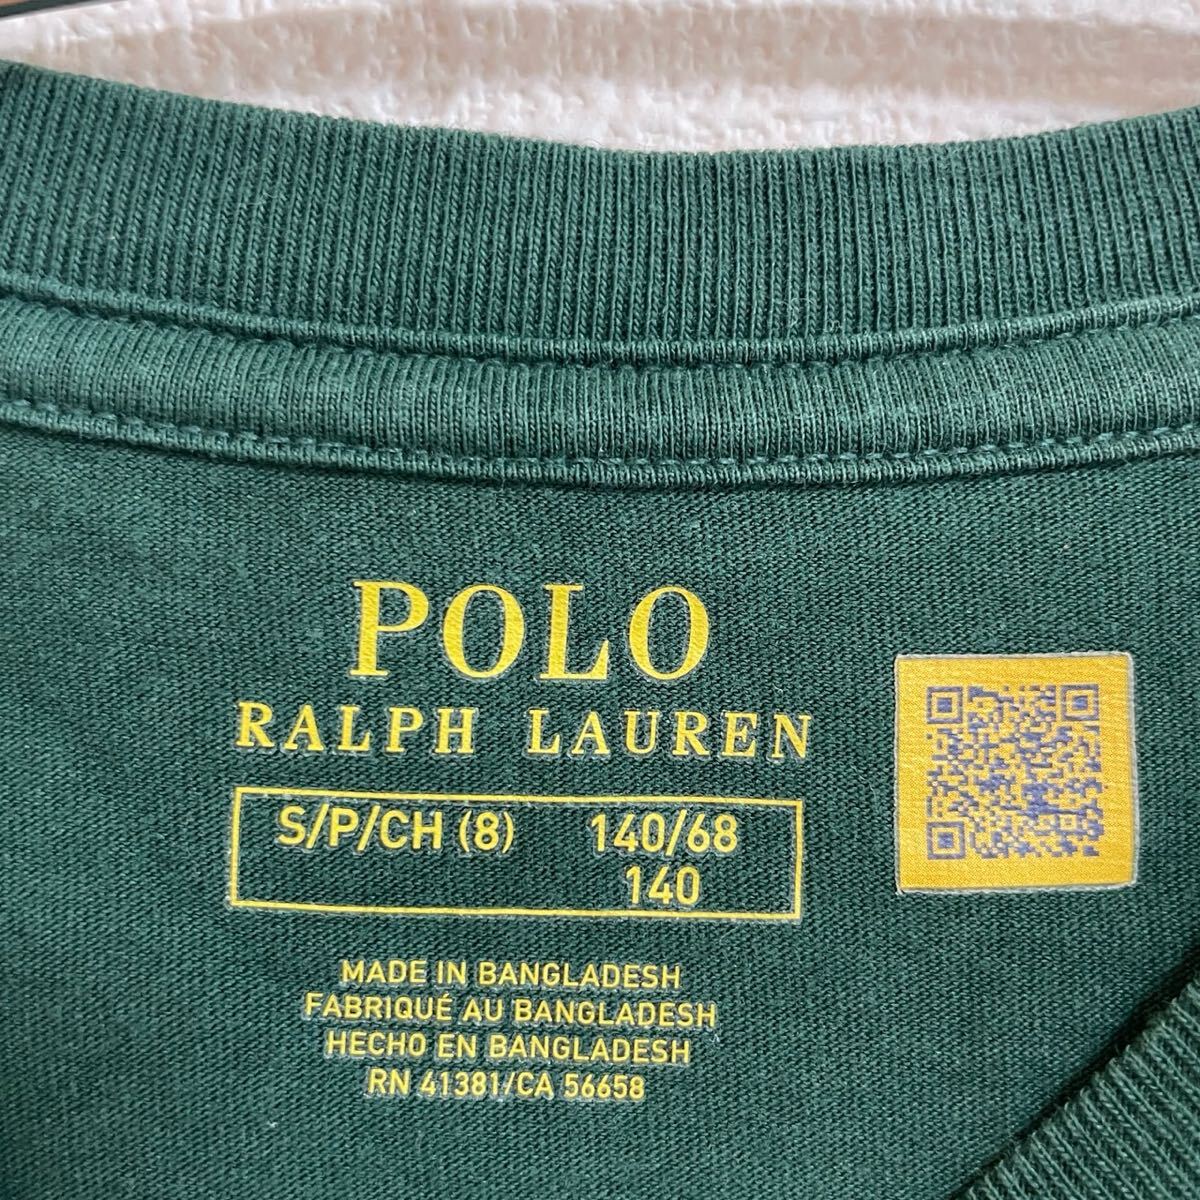 POLO
RALPH LAUREN
S/P/CH (8) 140/68
140
MADE IN BANGLADESH
FABRIQUÉ AU BANGLADESH
HECHO EN BANGLADESH
RN 41381/CA 56658